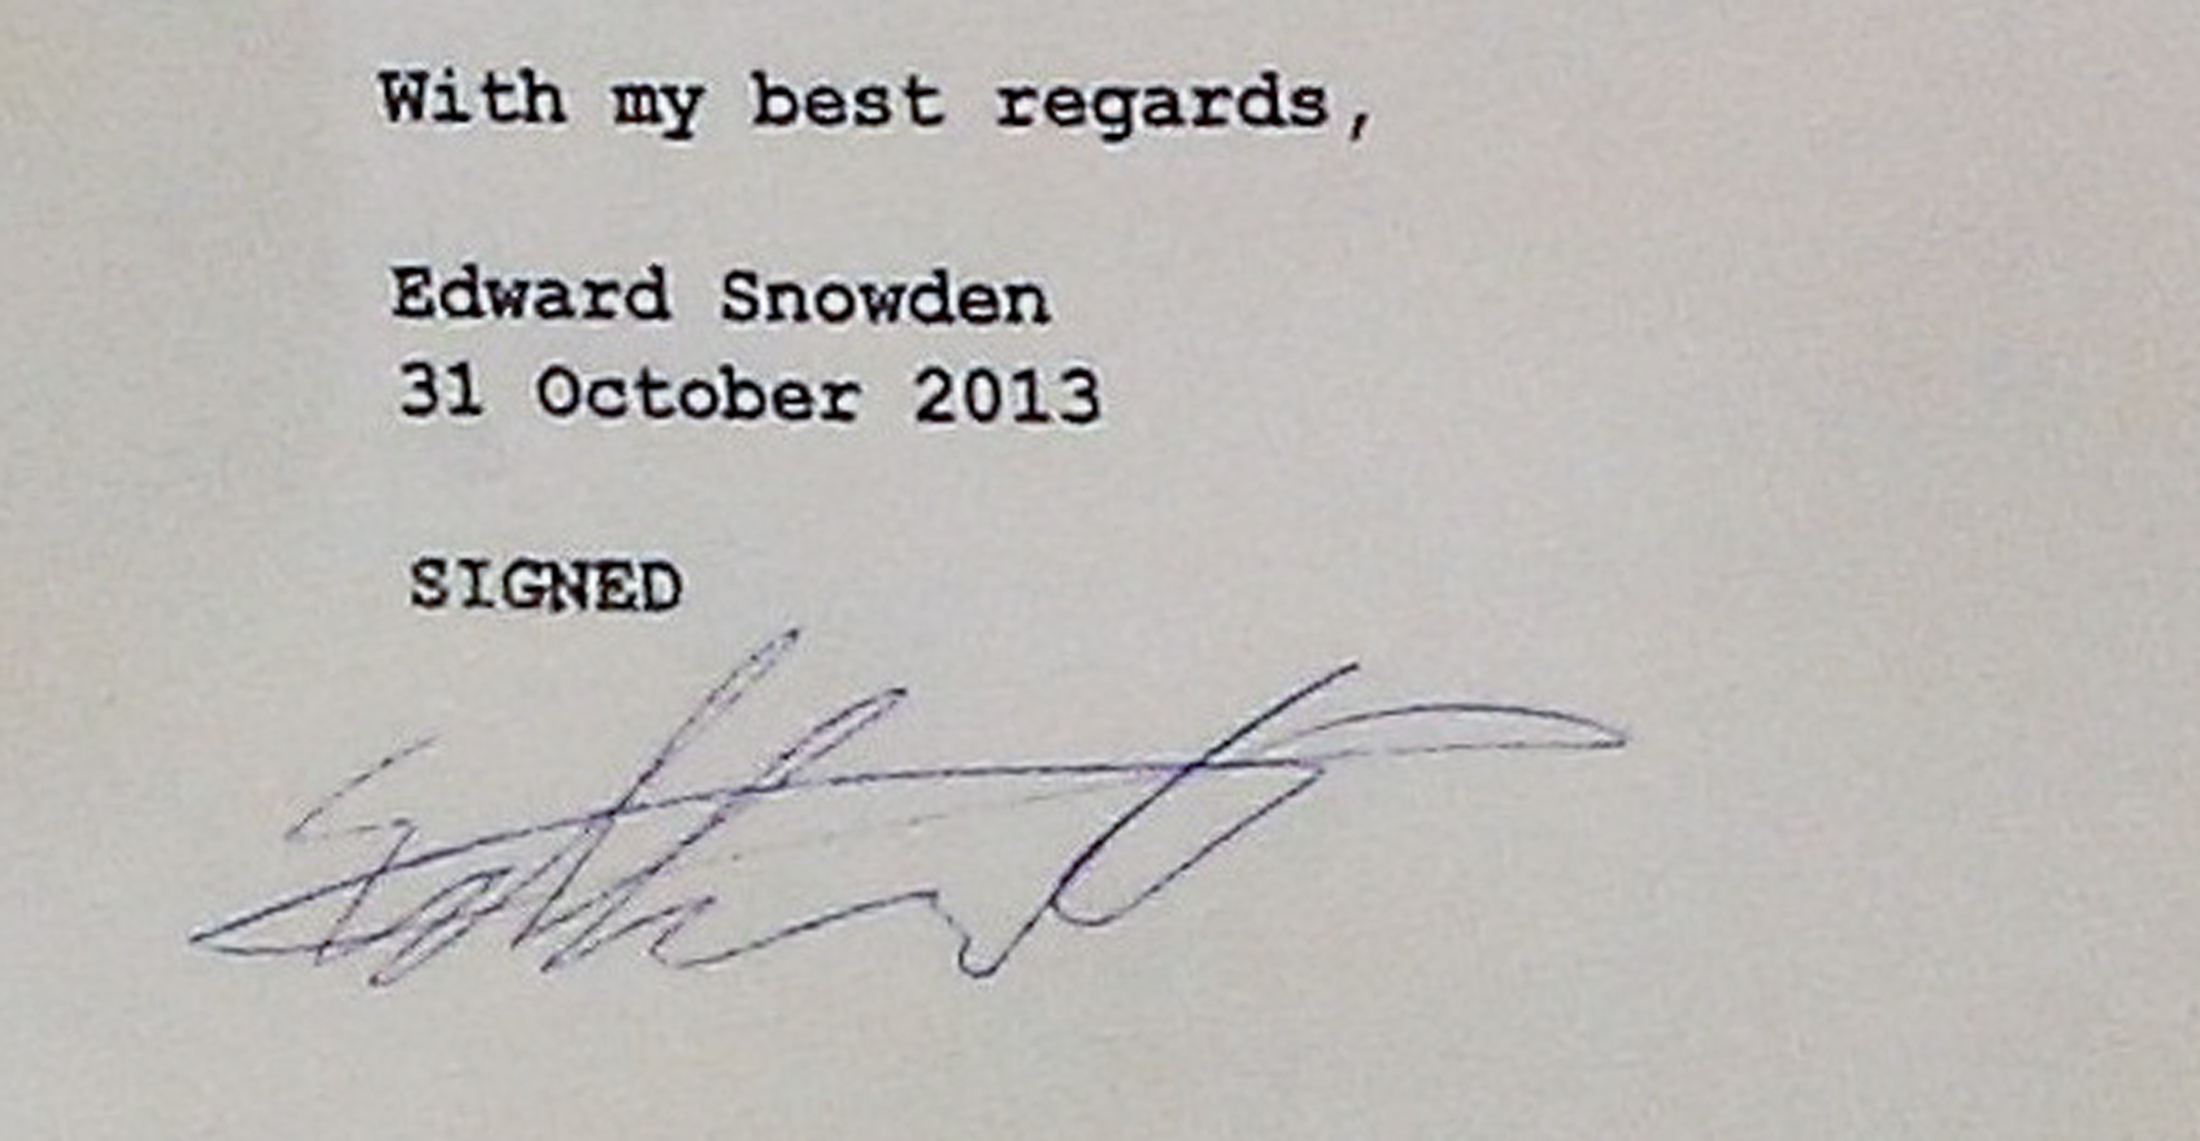 With my best regards,
Edward Snowden
31 October 2013
SIGNED